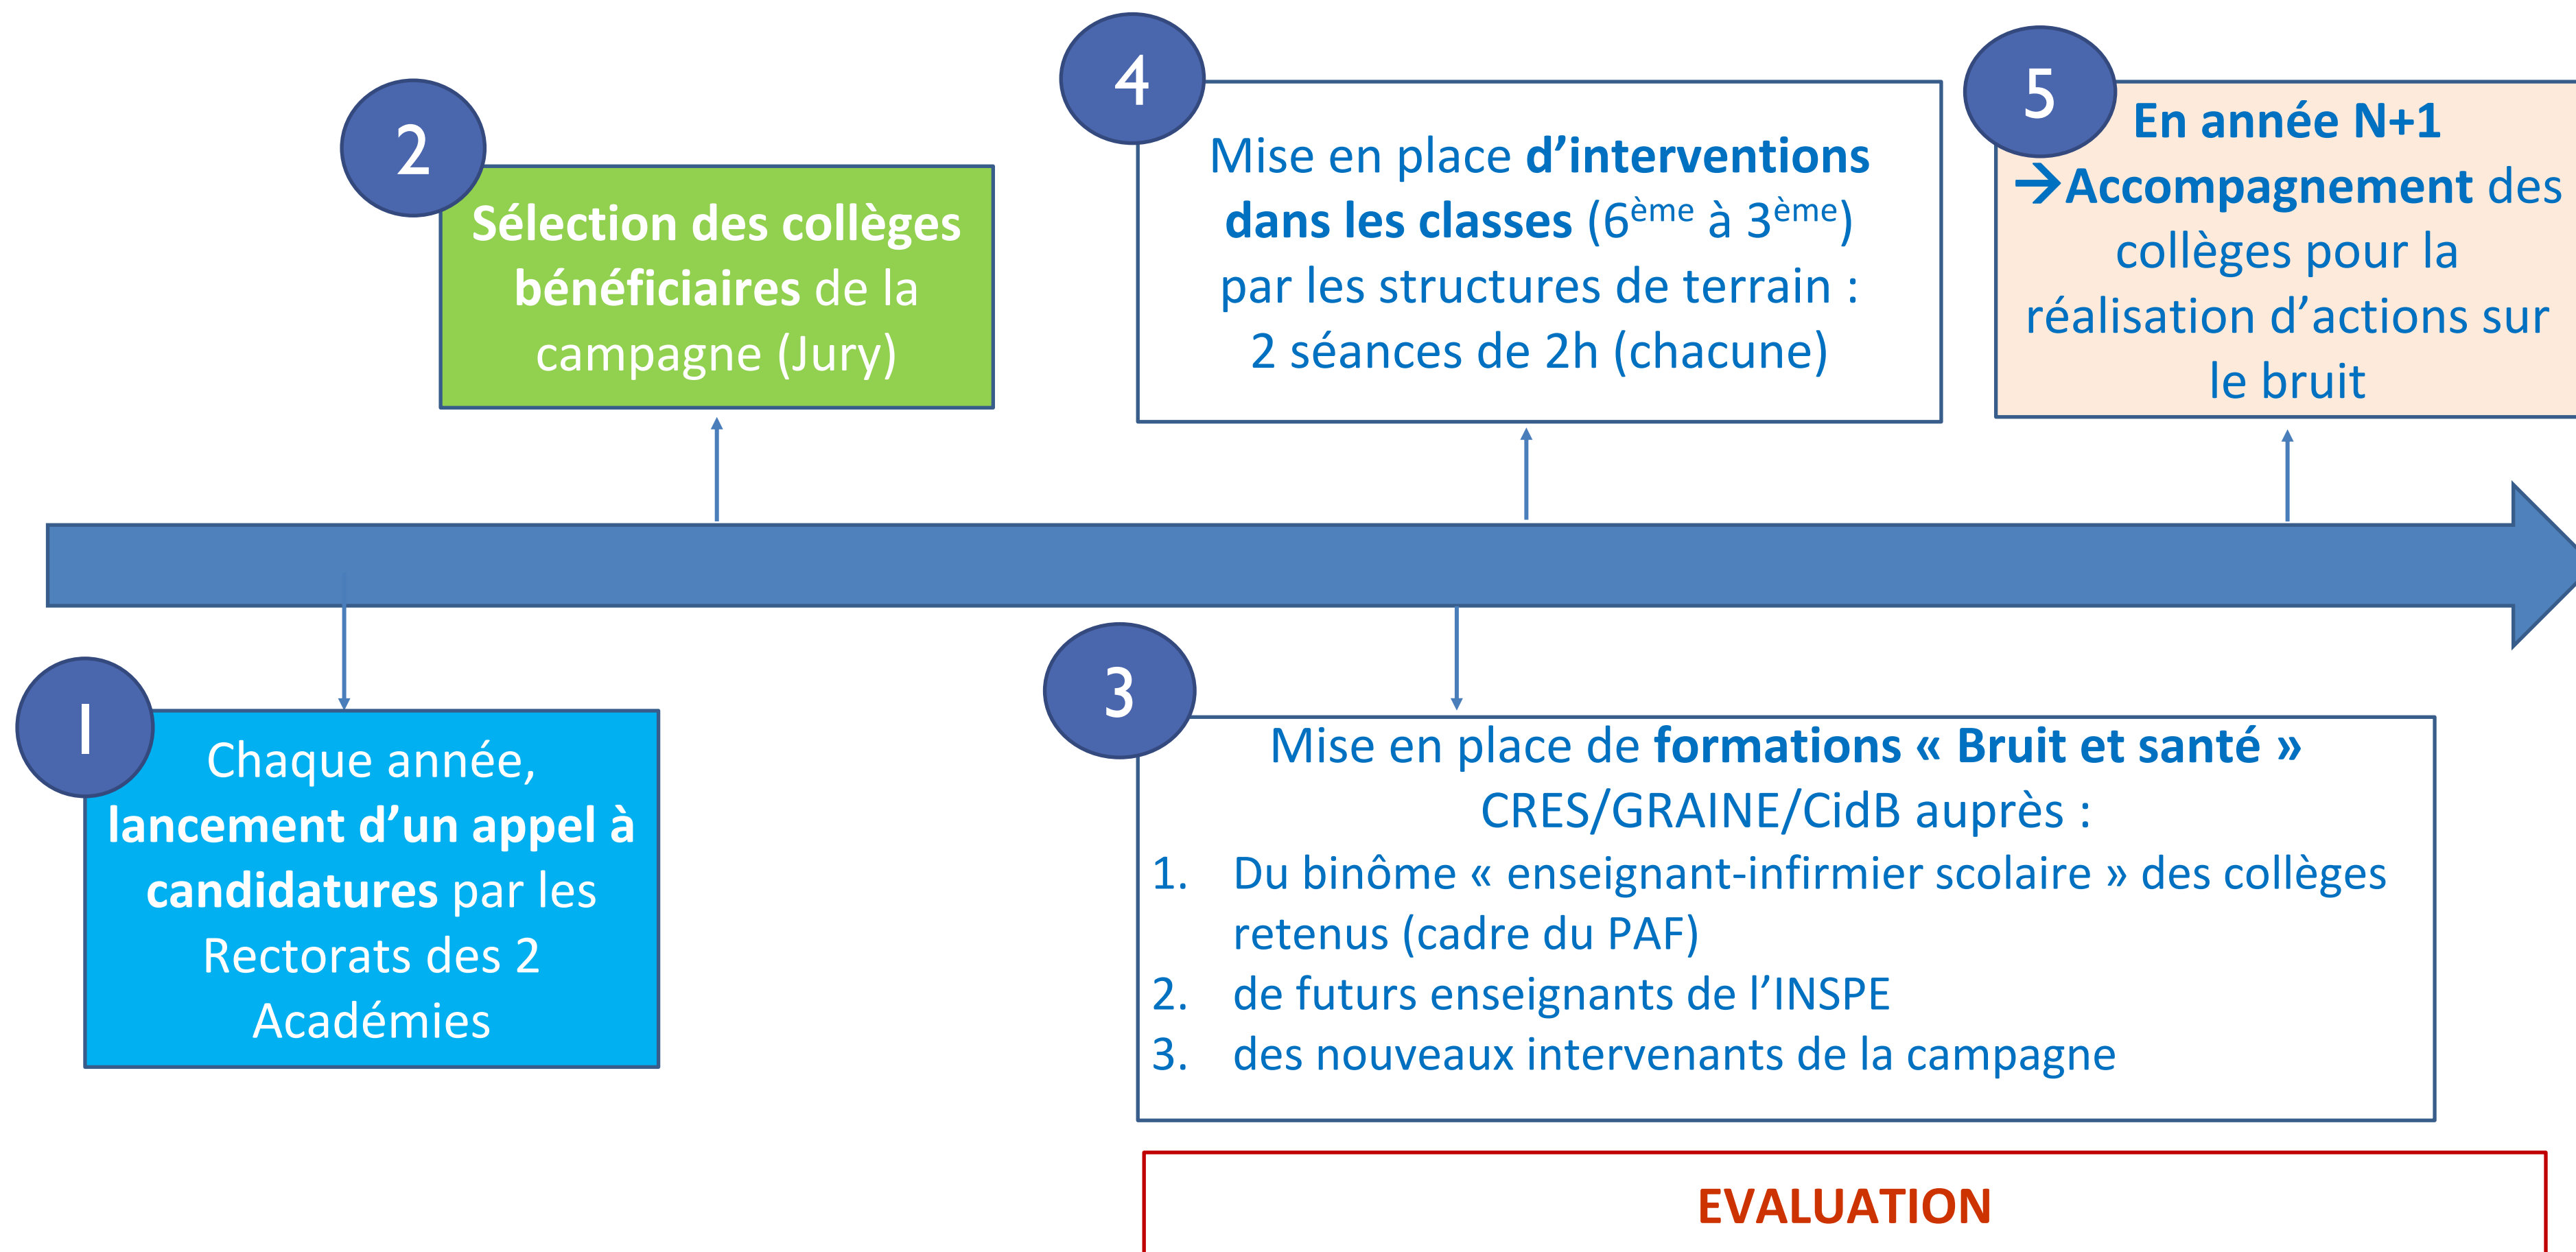 1
Chaque année,
lancement d’un appel à
candidatures par les
Rectorats des 2
Académies
2
Sélection des collèges
bénéficiaires de la
campagne (Jury)
3
Mise en place de formations « Bruit et santé »
CRES/GRAINE/CidB auprès :
1. Du binôme « enseignant-infirmier scolaire » des collèges
retenus (cadre du PAF)
2. de futurs enseignants de l’INSPE
3. des nouveaux intervenants de la campagne
4
Mise en place d’interventions
dans les classes (6ème à 3ème)
par les structures de terrain :
2 séances de 2h (chacune)
5
En année N+1
→Accompagnement des
collèges pour la
réalisation d’actions sur
le bruit
EVALUATION